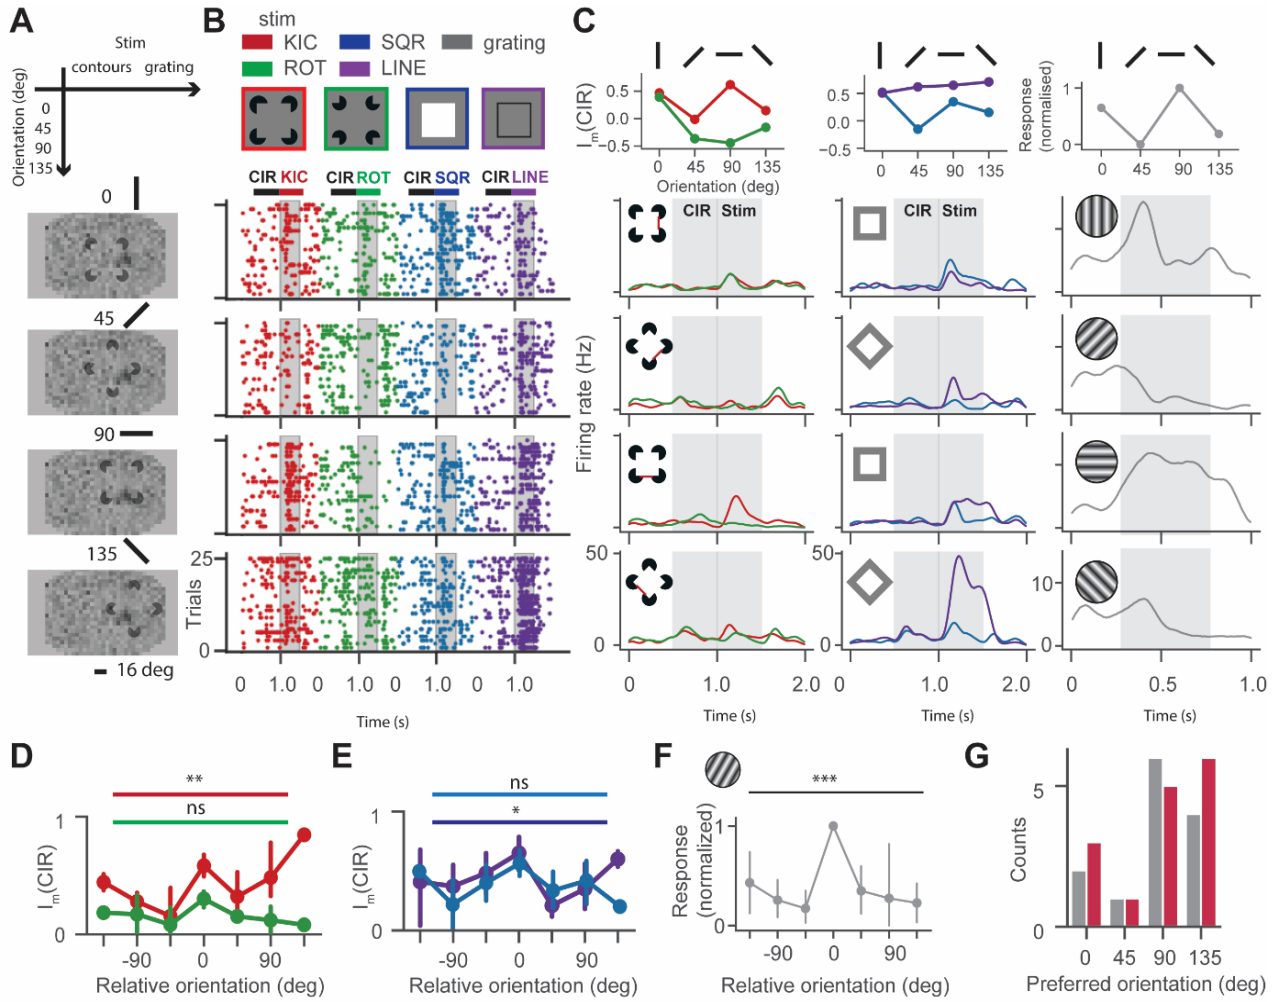 A
Stim
contours grating
Orientation (deg)
0
45
90
135
0
45
90
135
16 deg
B
stim
KIC
SQR
grating
ROT
LINE
CIR KIC
CIR ROT
CIR SQR
CIR LINE
Trials
25
0
0 1.0 0 1.0 0 1.0 0 1.0
Time (s)
C
Im(CIR)
0.5
0.0
−0.5
0 45 90 135
Orientation (deg)
0.5
0.0
−0.5
0 45 90 135
Response
(normalised)
1
0
0 45 90 135
CIR Stim
CIR Stim
Firing rate (Hz)
50
0
50
0
10
0
0 1.0 2.0
Time (s)
0 1.0 2.0
Time (s)
0 0.5 1.0
Time (s)
D
**
ns
1
Im(CIR)
0
-90 0 90
Relative orientation (deg)
E
ns
*
1
Im(CIR)
0
-90 0 90
Relative orientation (deg)
F
***
Response
(normalized)
1
0
-90 0 90
Relative orientation (deg)
G
Counts
5
0
0 45 90 135
Preferred orientation (deg)